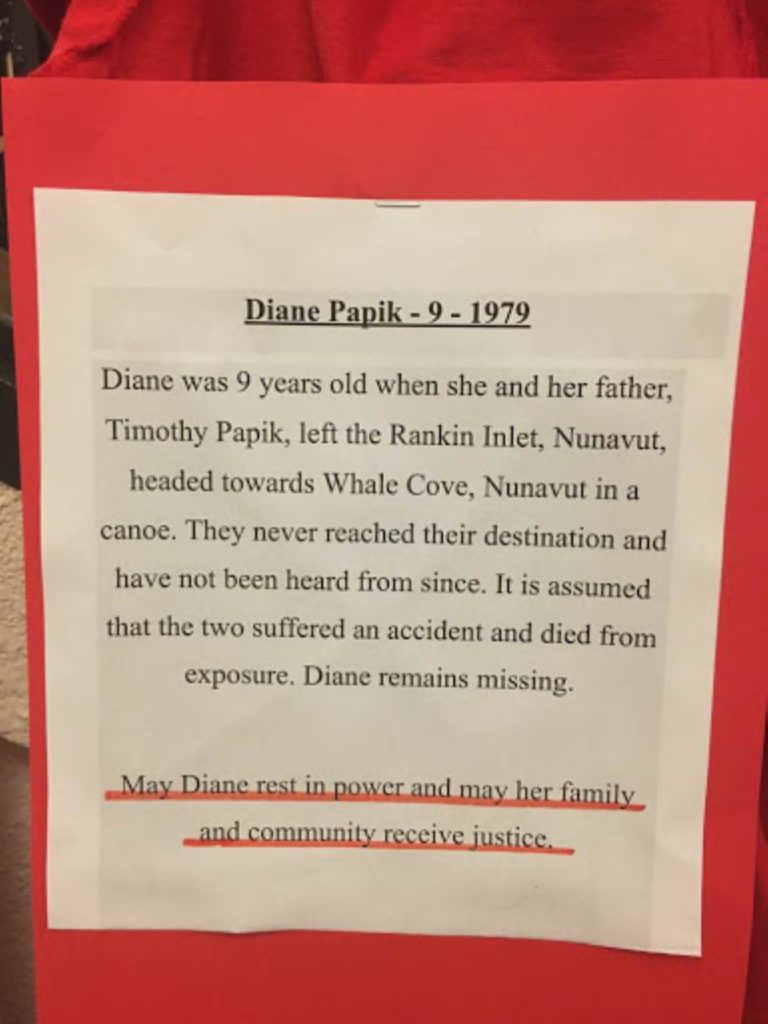 Diane Papik - 9 - 1979
Diane was 9 years old when she and her father,
Timothy Papik, left the Rankin Inlet, Nunavut,
headed towards Whale Cove, Nunavut in a
canoe. They never reached their destination and
have not been heard from since. It is assumed
that the two suffered an accident and died from
exposure. Diane remains missing.
May Diane rest in power and may her family
and community receive justice.